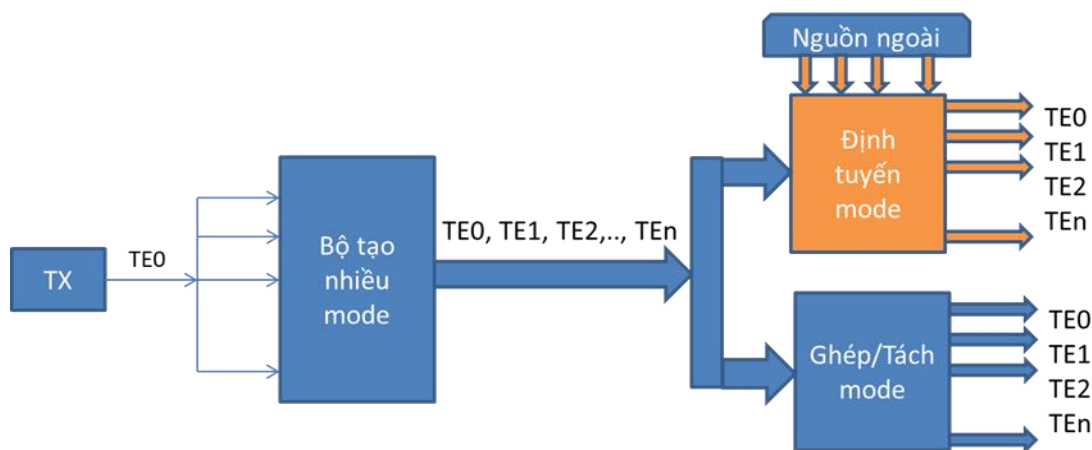 Nguồn ngoài
Định
tuyến
mode
TE0
TE1
TE2
TEn
TX
TE0
Bộ tạo
nhiều
mode
TE0, TE1, TE2,.., TEn
Ghép/Tách
mode
TE0
TE1
TE2
TEn